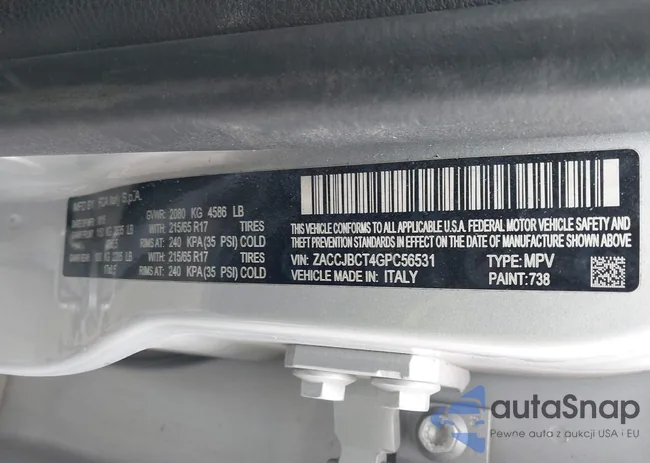 MFD BY: FCA Italy S.p.A.
GVWR: 2080 KG 4586 LB
WITH: 215/65 R17 TIRES
RIMS AT: 240 KPA(35 PSI) COLD
WITH: 215/65 R17 TIRES
RIMS AT: 240 KPA(35 PSI) COLD
THIS VEHICLE CONFORMS TO ALL APPLICABLE U.S.A. FEDERAL MOTOR VEHICLE SAFETY AND
THEFT PREVENTION STANDARDS IN EFFECT ON THE DATE OF MANUFACTURE SHOWN ABOVE.
VIN: ZACCJBCT4GPC56531 TYPE: MPV
VEHICLE MADE IN: ITALY PAINT:738
autaSnap
Pewne auta z aukcji USA i EU